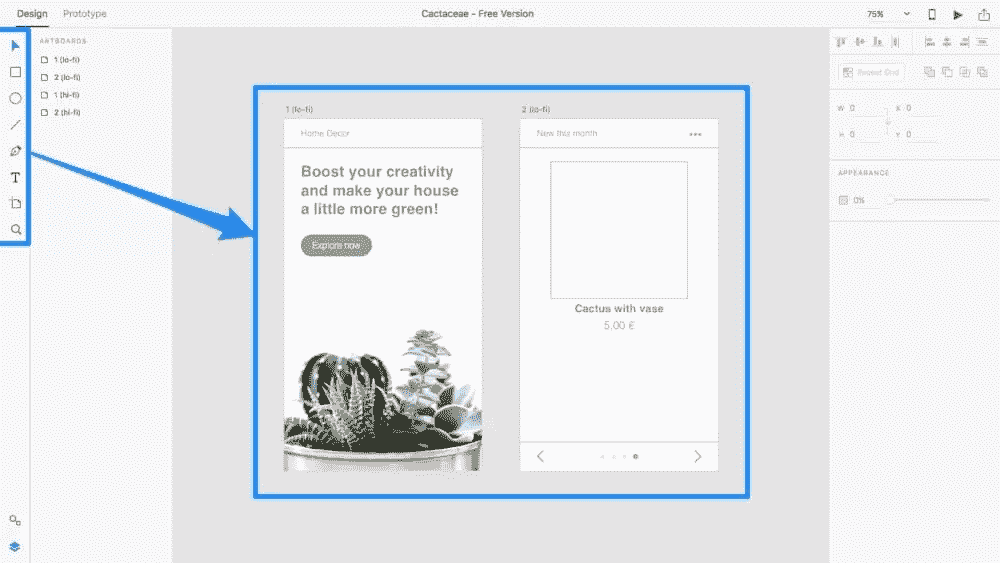 Design Prototype
Cactaceae - Free Version
75%
ARTBOARDS
1 (lo-fi)
2 (lo-fi)
1 (hi-fi)
2 (hi-fi)
1 (lo-fi)
Home Decor
Boost your creativity
and make your house
a little more green!
Explore now
2 (lo-fi)
New this month
Cactus with vase
5,00 €
Repeat Grid
W 0 X 0
H 0 Y 0
APPEARANCE
0%